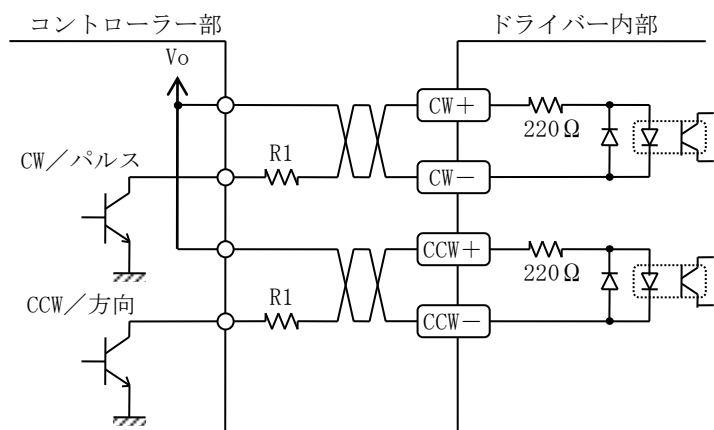 コントローラー部
ドライバー内部
Vo
CW＋
220Ω
CW／パルス
R1
CW－
CCW＋
220Ω
CCW／方向
R1
CCW－